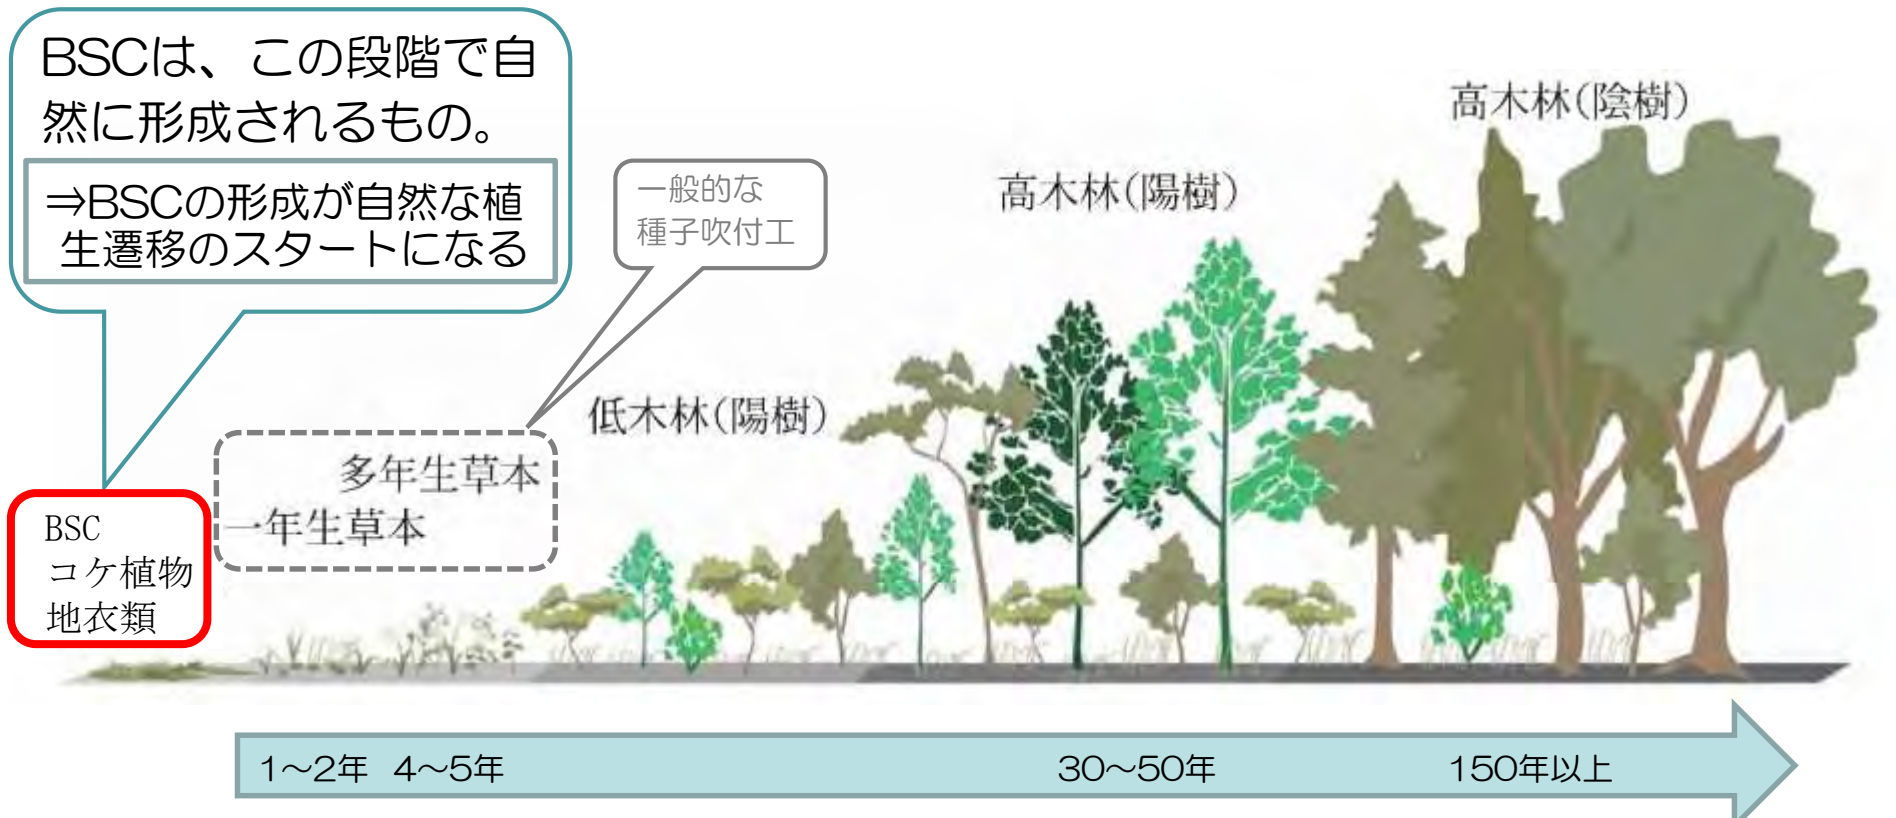 BSCは、この段階で自
然に形成されるもの。
⇒BSCの形成が自然な植
生遷移のスタートになる
一般的な
種子吹付工
高木林(陰樹)
高木林(陽樹)
低木林(陽樹)
多年生草本
一年生草本
BSC
コケ植物
地衣類
1～2年 4～5年 30～50年 150年以上